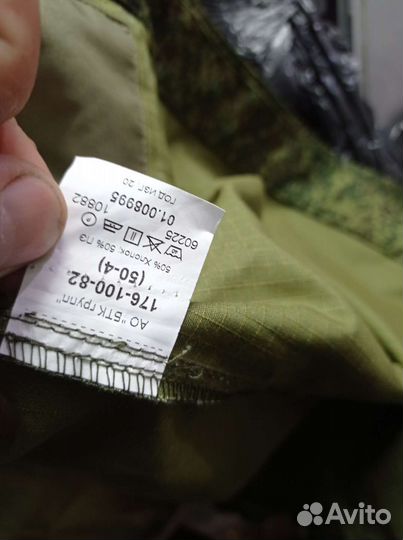 АО "БТК ГРУПП"
176-100-82
(50-4)
50% Хлопок, 50% ПЭ
60225
10882
01.006995
ГОД ИЗГ. 20
Avito